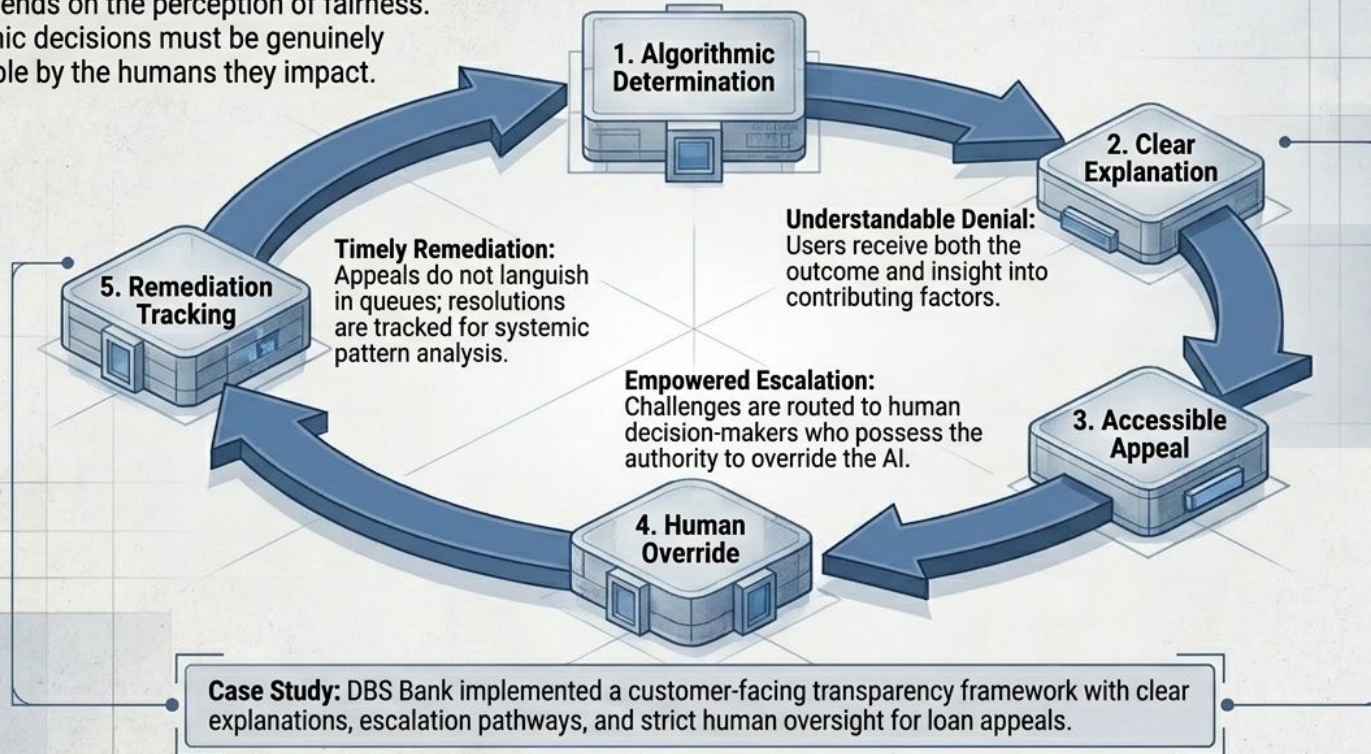 ends on the perception of fairness.
nic decisions must be genuinely
ble by the humans they impact.
1. Algorithmic
Determination
2. Clear
Explanation
Understandable Denial:
Users receive both the
outcome and insight into
contributing factors.
3. Accessible
Appeal
Empowered Escalation:
Challenges are routed to human
decision-makers who possess the
authority to override the AI.
4. Human
Override
5. Remediation
Tracking
Timely Remediation:
Appeals do not languish
in queues; resolutions
are tracked for systemic
pattern analysis.
Case Study: DBS Bank implemented a customer-facing transparency framework with clear
explanations, escalation pathways, and strict human oversight for loan appeals.